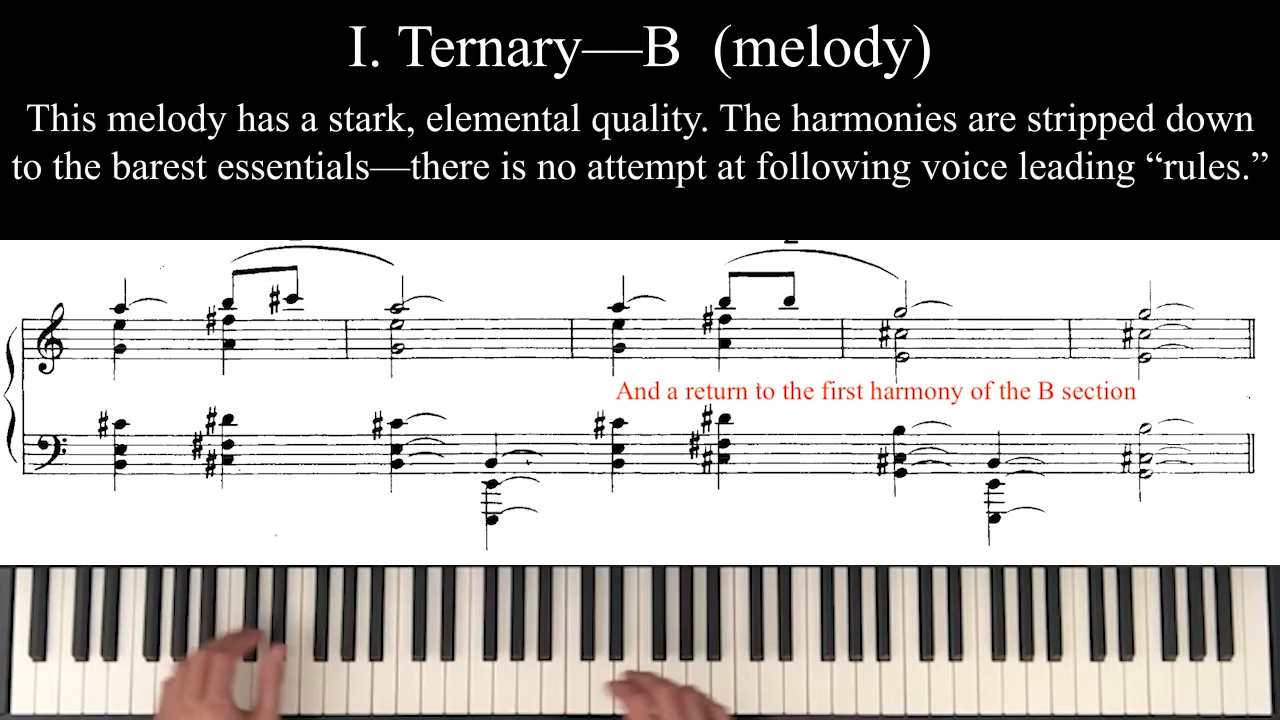 I. Ternary—B (melody)
This melody has a stark, elemental quality. The harmonies are stripped down
to the barest essentials—there is no attempt at following voice leading “rules.”
And a return to the first harmony of the B section